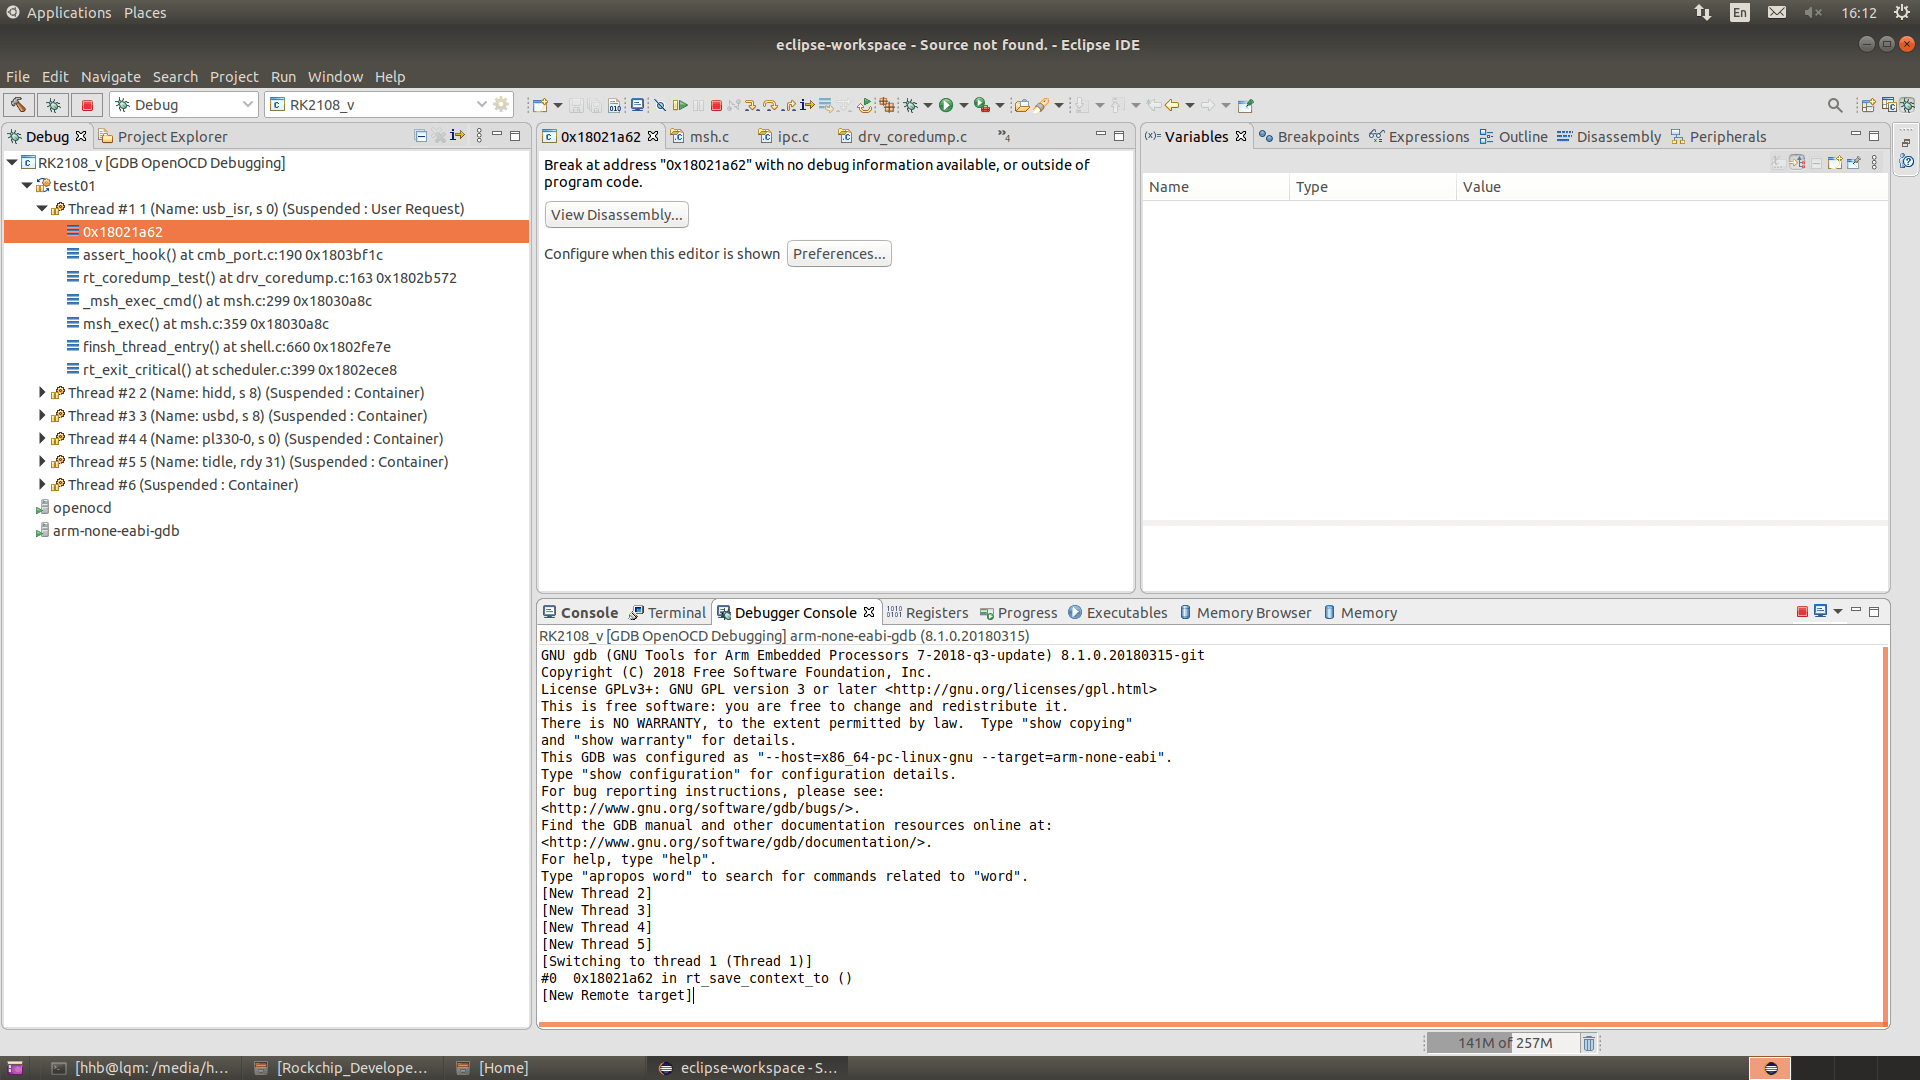 Applications Places
En 16:12
eclipse-workspace - Source not found. - Eclipse IDE
File Edit Navigate Search Project Run Window Help
Debug RK2108_v
Debug Project Explorer
RK2108_v [GDB OpenOCD Debugging]
test01
Thread #1 1 (Name: usb_isr, s 0) (Suspended : User Request)
0x18021a62
assert_hook() at cmb_port.c:190 0x1803bf1c
rt_coredump_test() at drv_coredump.c:163 0x1802b572
_msh_exec_cmd() at msh.c:299 0x18030a8c
msh_exec() at msh.c:359 0x18030a8c
finsh_thread_entry() at shell.c:660 0x1802fe7e
rt_exit_critical() at scheduler.c:399 0x1802ece8
Thread #2 2 (Name: hidd, s 8) (Suspended : Container)
Thread #3 3 (Name: usbd, s 8) (Suspended : Container)
Thread #4 4 (Name: pl330-0, s 0) (Suspended : Container)
Thread #5 5 (Name: tidle, rdy 31) (Suspended : Container)
Thread #6 (Suspended : Container)
openocd
arm-none-eabi-gdb
0x18021a62 msh.c ipc.c drv_coredump.c "4
Break at address "0x18021a62" with no debug information available, or outside of
program code.
View Disassembly...
Configure when this editor is shown Preferences...
(x)= Variables Breakpoints Expressions Outline Disassembly Peripherals
Name Type Value
Console Terminal Debugger Console Registers Progress Executables Memory Browser Memory
RK2108_v [GDB OpenOCD Debugging] arm-none-eabi-gdb (8.1.0.20180315)
GNU gdb (GNU Tools for Arm Embedded Processors 7-2018-q3-update) 8.1.0.20180315-git
Copyright (C) 2018 Free Software Foundation, Inc.
License GPLv3+: GNU GPL version 3 or later <http://gnu.org/licenses/gpl.html>
This is free software: you are free to change and redistribute it.
There is NO WARRANTY, to the extent permitted by law.  Type "show copying"
and "show warranty" for details.
This GDB was configured as "--host=x86_64-pc-linux-gnu --target=arm-none-eabi".
Type "show configuration" for configuration details.
For bug reporting instructions, please see:
<http://www.gnu.org/software/gdb/bugs/>.
Find the GDB manual and other documentation resources online at:
<http://www.gnu.org/software/gdb/documentation/>.
For help, type "help".
Type "apropos word" to search for commands related to "word".
[New Thread 2]
[New Thread 3]
[New Thread 4]
[New Thread 5]
[Switching to thread 1 (Thread 1)]
#0  0x18021a62 in rt_save_context_to ()
[New Remote target]
141M of 257M
[hhb@lqm: /media/h... [Rockchip_Develope... [Home] eclipse-workspace - S...